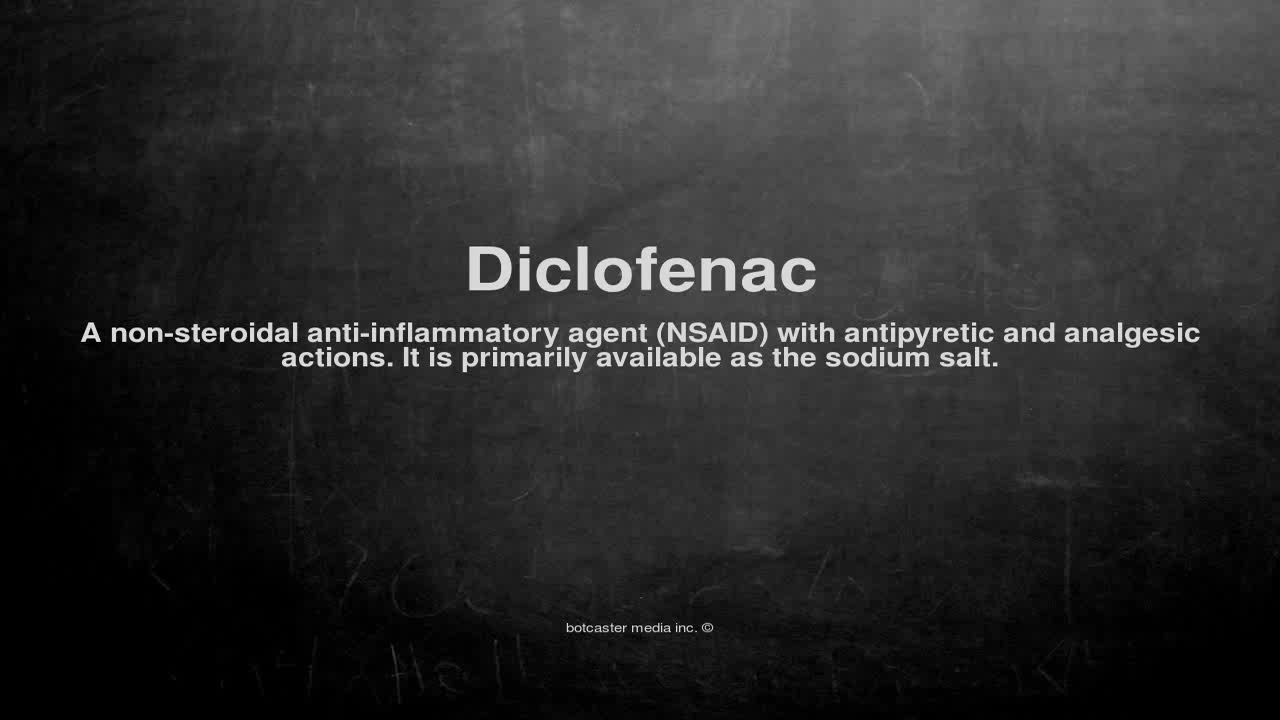 Diclofenac
A non-steroidal anti-inflammatory agent (NSAID) with antipyretic and analgesic
actions. It is primarily available as the sodium salt.
botcaster media inc. ©